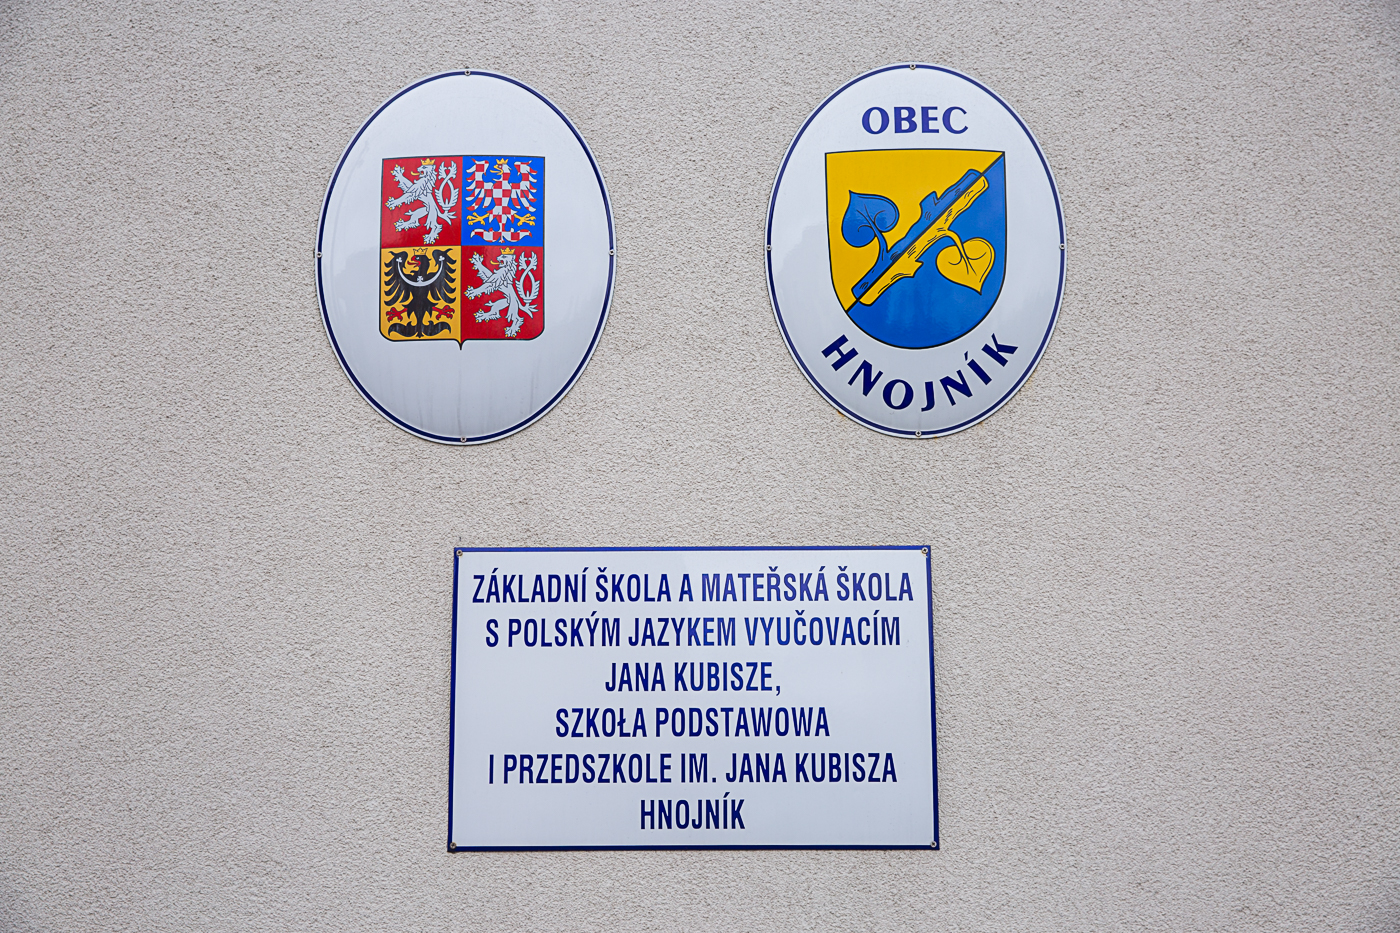 OBEC
HNOJNÍK
ZÁKLADNÍ ŠKOLA A MATEŘSKÁ ŠKOLA
S POLSKÝM JAZYKEM VYUČOVACÍM
JANA KUBISZE,
SZKOŁA PODSTAWOWA
I PRZEDSZKOLE IM. JANA KUBISZA
HNOJNÍK